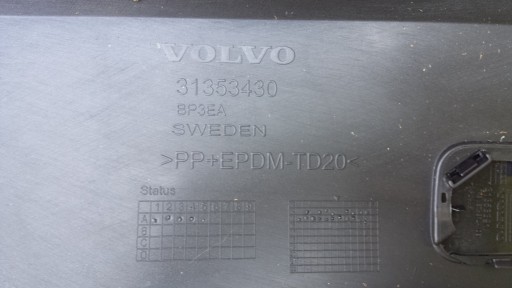 VOLVO
31353430
BP3EA
SWEDEN
>PP+EPDM-TD20<
Status
A
B
C
D